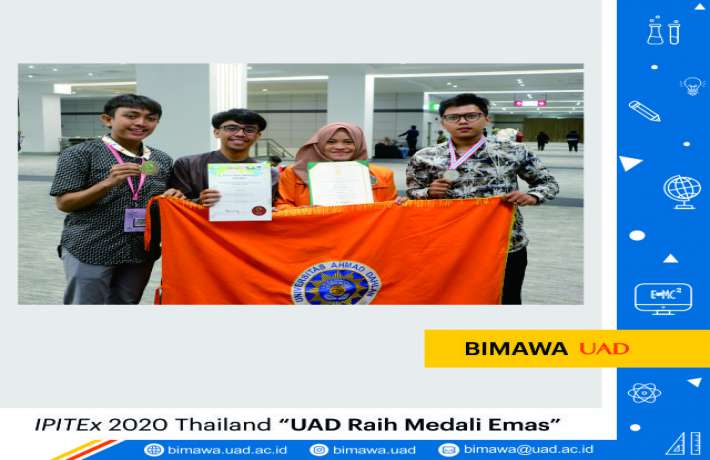 UNIVERSITAS AHMAD DAHLAN
E=MC²
BIMAWA UAD
IPITEx 2020 Thailand “UAD Raih Medali Emas”
bimawa.uad.ac.id bimawa.uad bimawa@uad.ac.id